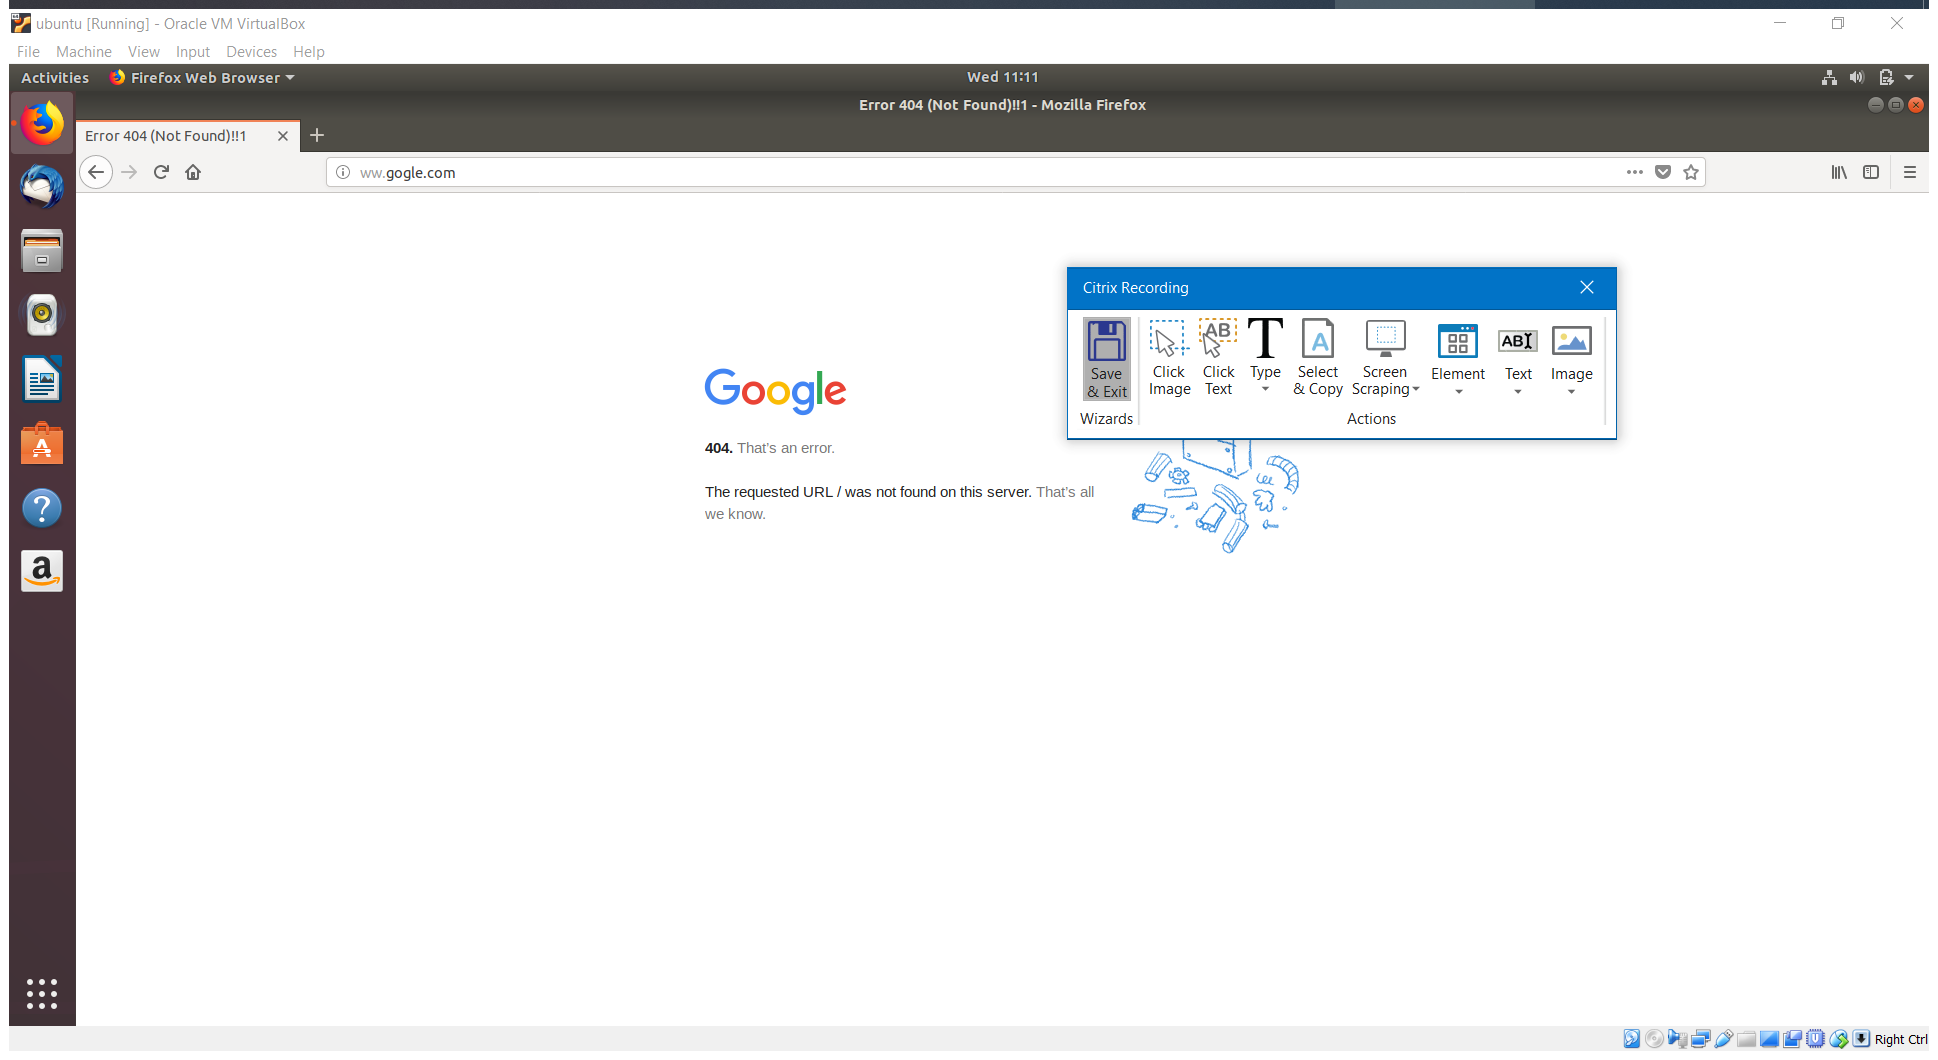 ubuntu [Running] - Oracle VM VirtualBox
File Machine View Input Devices Help
Activities Firefox Web Browser Wed 11:11
Error 404 (Not Found)!!1 - Mozilla Firefox
Error 404 (Not Found)!!1
ww.gogle.com
Citrix Recording
Save & Exit
Click Image
Click Text
Type
Select & Copy
Screen Scraping
Element
Text
Image
Wizards
Actions
Google
404. That's an error.
The requested URL / was not found on this server. That's all
we know.
Right Ctrl